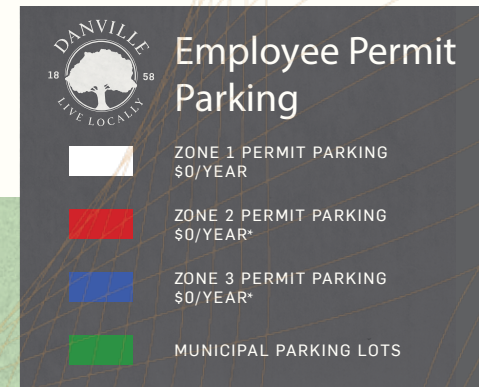 DANVILLE
18 58
LIVE LOCALLY
Employee Permit
Parking
ZONE 1 PERMIT PARKING
$0/YEAR
ZONE 2 PERMIT PARKING
$0/YEAR*
ZONE 3 PERMIT PARKING
$0/YEAR*
MUNICIPAL PARKING LOTS